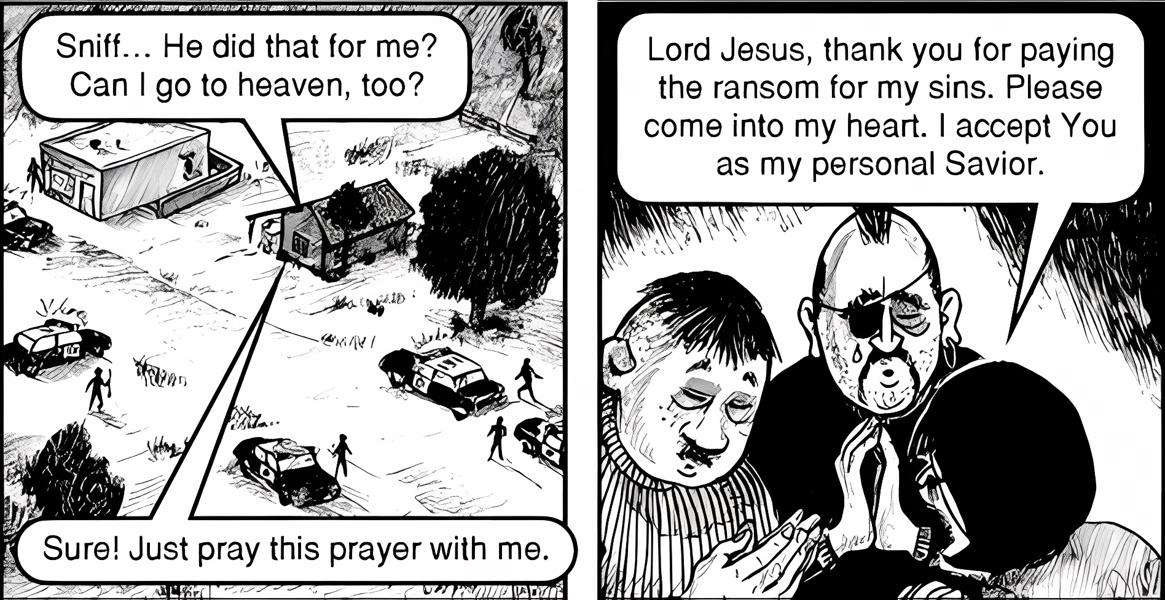 Sniff... He did that for me?
Can I go to heaven, too?
Sure! Just pray this prayer with me.
Lord Jesus, thank you for paying
the ransom for my sins. Please
come into my heart. I accept You
as my personal Savior.